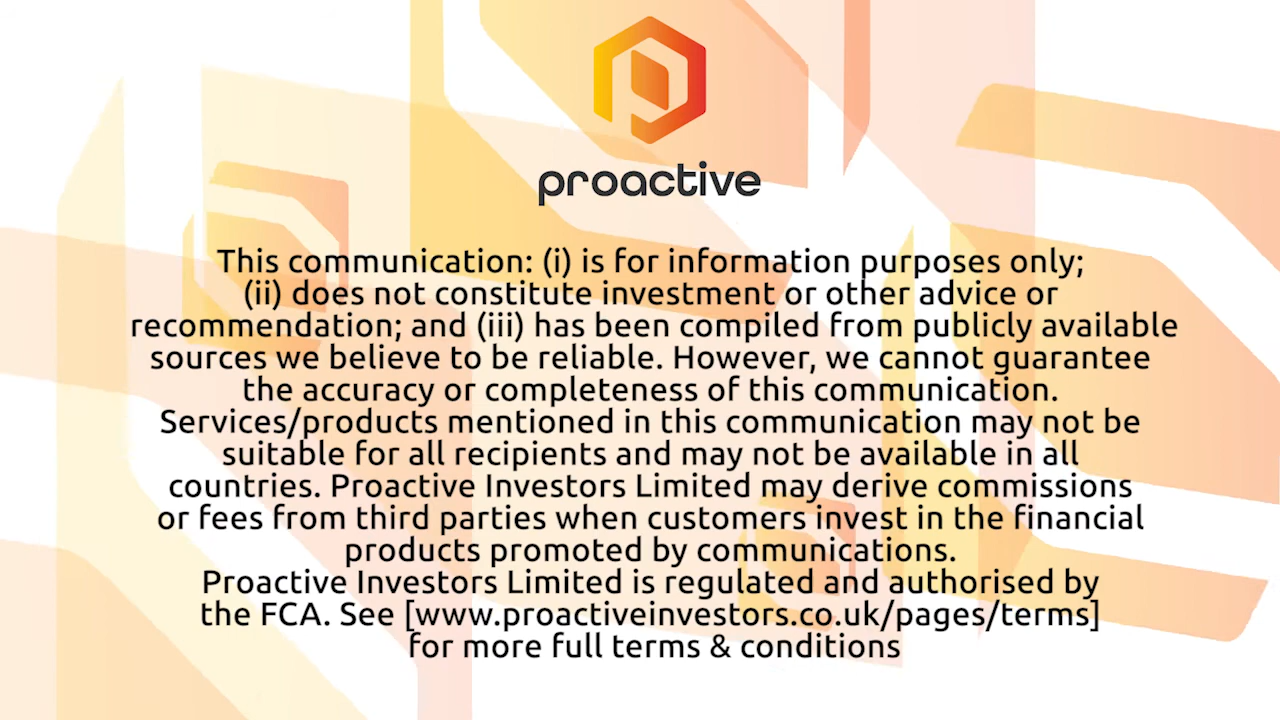 proactive
This communication: (i) is for information purposes only;
(ii) does not constitute investment or other advice or
recommendation; and (iii) has been compiled from publicly available
sources we believe to be reliable. However, we cannot guarantee
the accuracy or completeness of this communication.
Services/products mentioned in this communication may not be
suitable for all recipients and may not be available in all
countries. Proactive Investors Limited may derive commissions
or fees from third parties when customers invest in the financial
products promoted by communications.
Proactive Investors Limited is regulated and authorised by
the FCA. See [www.proactiveinvestors.co.uk/pages/terms]
for more full terms & conditions